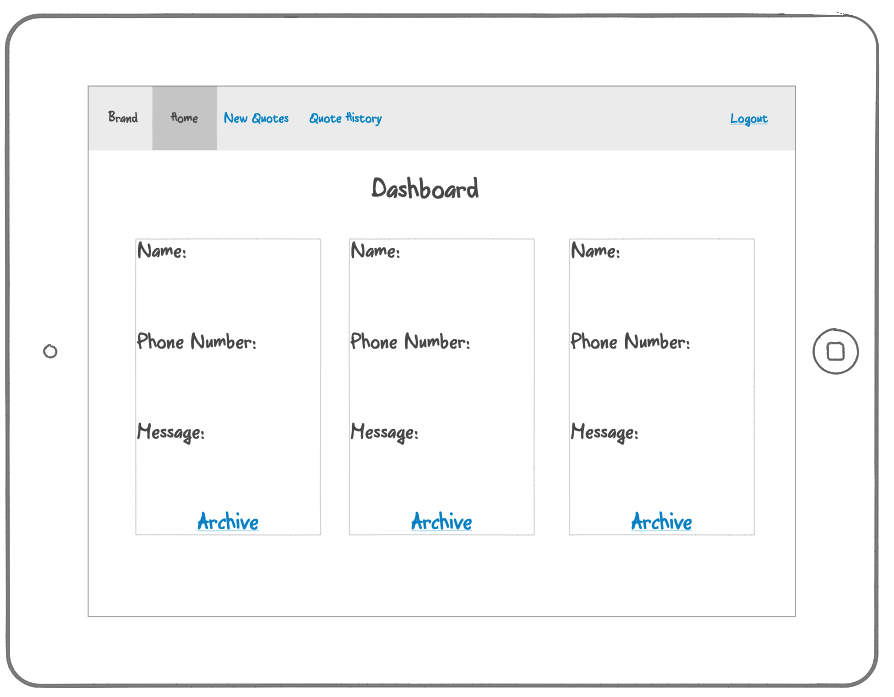 Brand Home New Quotes Quote History Logout
Dashboard
Name: Name: Name:
Phone Number: Phone Number: Phone Number:
Message: Message: Message:
Archive Archive Archive